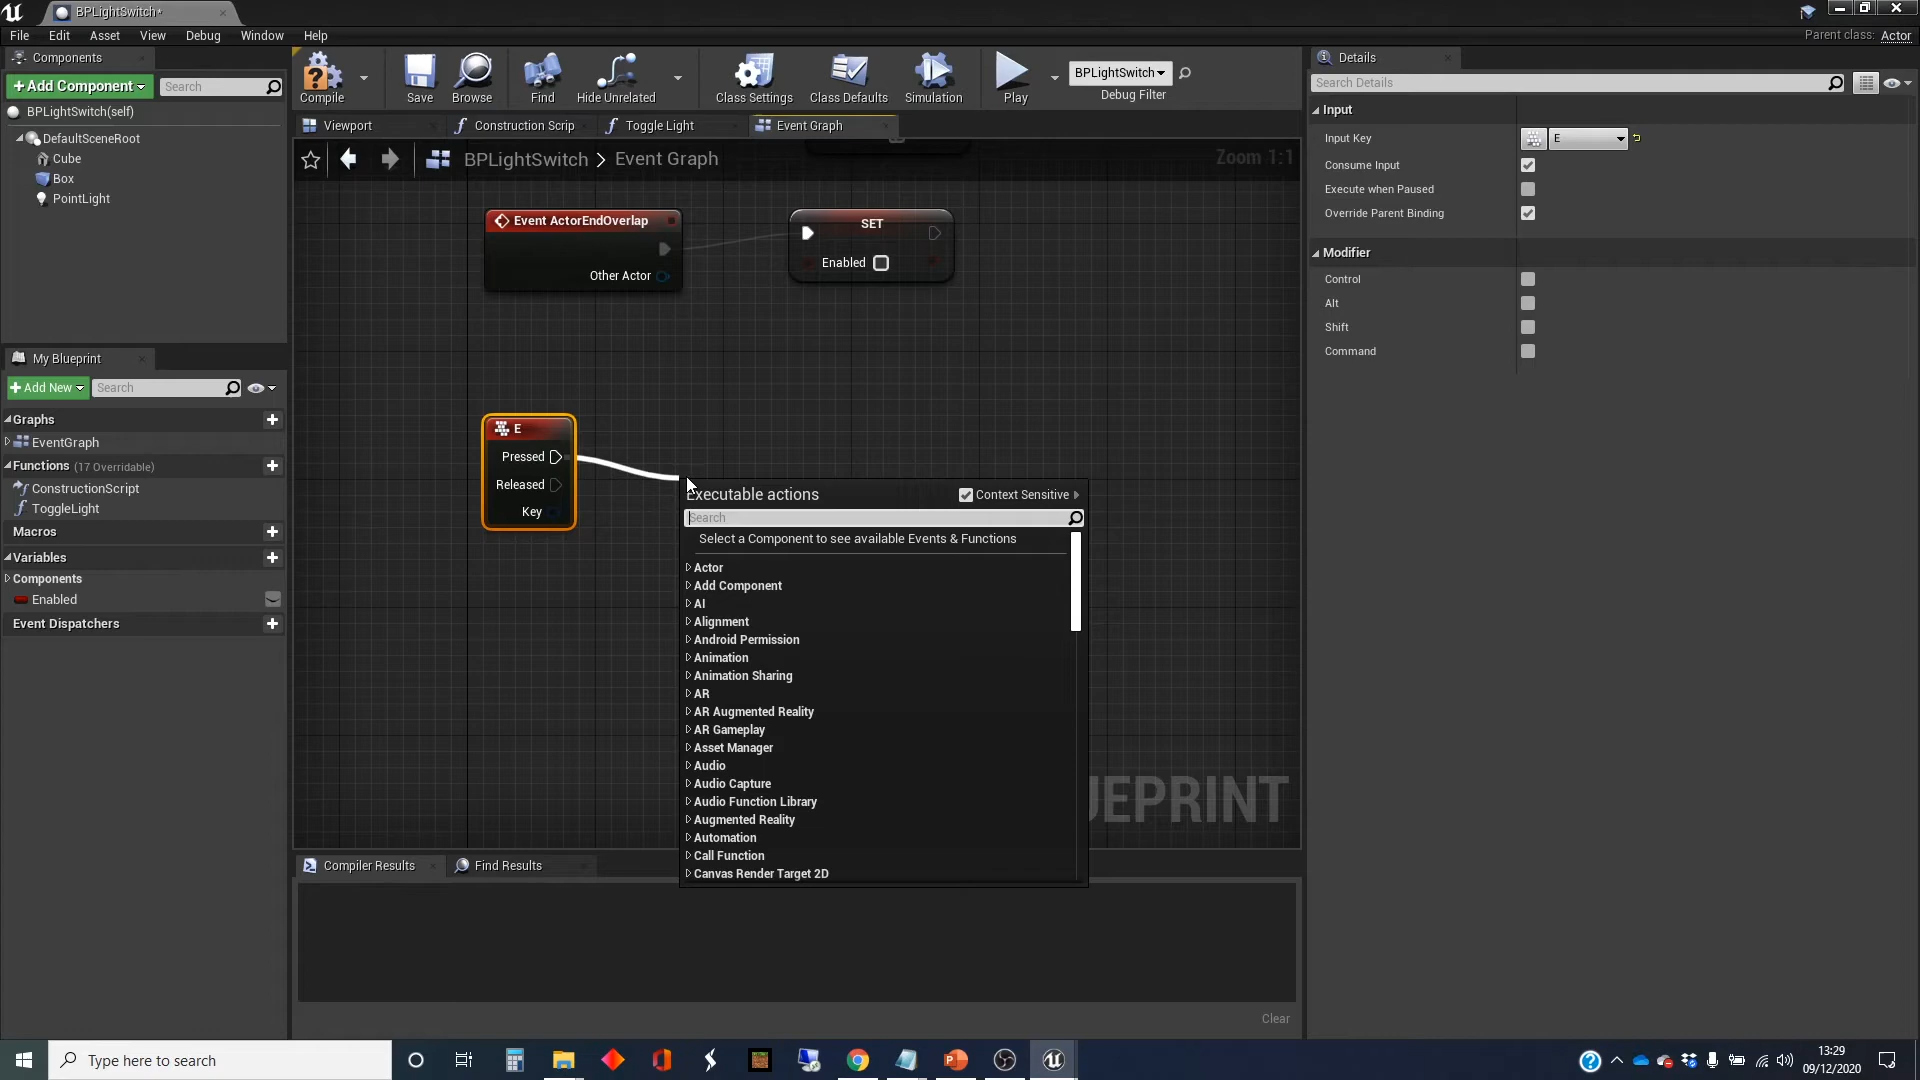 BPLightSwitch*
File Edit Asset View Debug Window Help
Parent class: Actor
Components
+ Add Component
Search
BPLightSwitch(self)
DefaultSceneRoot
Cube
Box
PointLight
My Blueprint
+ Add New
Search
Graphs
EventGraph
Functions (17 Overridable)
ConstructionScript
ToggleLight
Macros
Variables
Components
Enabled
Event Dispatchers
Compile
Save
Browse
Find
Hide Unrelated
Class Settings
Class Defaults
Simulation
Play
BPLightSwitch
Debug Filter
Viewport
Construction Scrip
Toggle Light
Event Graph
BPLightSwitch > Event Graph
Zoom 1:1
Event ActorEndOverlap
Other Actor
SET
Enabled
E
Pressed
Released
Key
Executable actions
Context Sensitive
Search
Select a Component to see available Events & Functions
Actor
Add Component
AI
Alignment
Android Permission
Animation
Animation Sharing
AR
AR Augmented Reality
AR Gameplay
Asset Manager
Audio
Audio Capture
Audio Function Library
Augmented Reality
Automation
Call Function
Canvas Render Target 2D
UEPRINT
Compiler Results
Find Results
Clear
Details
Search Details
Input
Input Key
E
Consume Input
Execute when Paused
Override Parent Binding
Modifier
Control
Alt
Shift
Command
Type here to search
13:29
09/12/2020